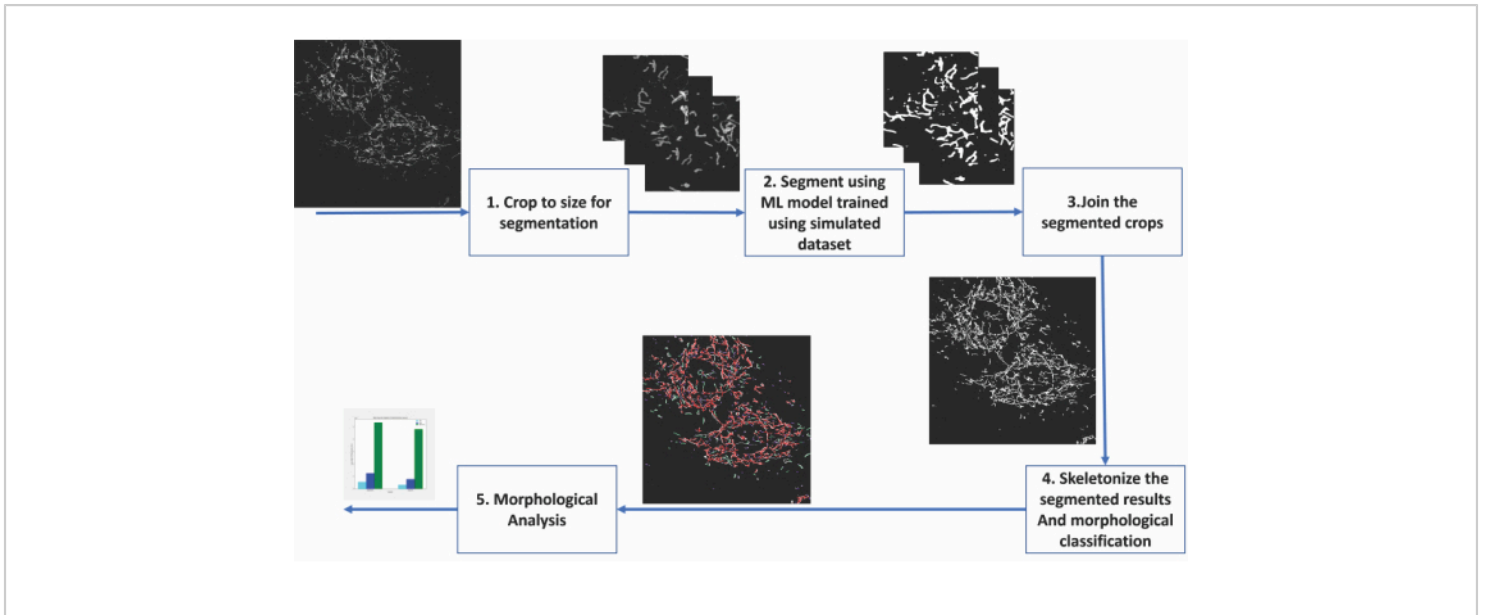 1. Crop to size for
segmentation
2. Segment using
ML model trained
using simulated
dataset
3.Join the
segmented crops
4. Skeletonize the
segmented results
And morphological
classification
5. Morphological
Analysis